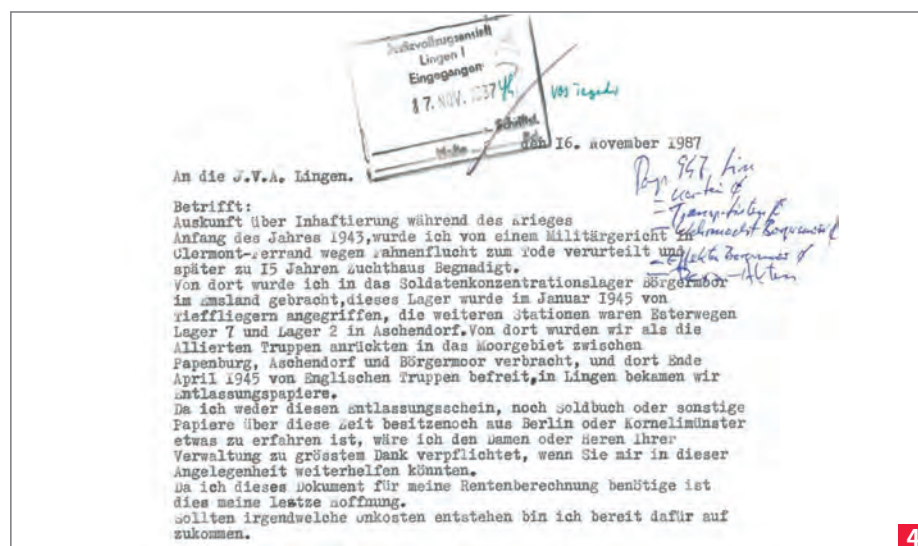 Justizvollzugsanstalt
Lingen I
Eingegangen
17. NOV. 1987
den 16. November 1987
An die J.V.A. Lingen.
Betrifft:
Auskunft über Inhaftierung während des Krieges
Anfang des Jahres 1943,wurde ich von einem Militärgericht in
Clermont-Ferrand wegen Fahnenflucht zum Tode verurteilt und
später zu I5 Jahren Zuchthaus Begnadigt.
Von dort wurde ich in das Soldatenkonzentrationslager Börgermoor
im Emsland gebracht,dieses Lager wurde im Januar 1945 von
Tieffliegern angegriffen, die weiteren Stationen waren Esterwegen
Lager 7 und Lager 2 in Aschendorf.Von dort wurden wir als die
Allierten Truppen anrückten in das Moorgebiet zwischen
Papenburg, Aschendorf und Börgermoor verbracht, und dort Ende
April 1945 von Englischen Truppen befreit,in Lingen bekamen wir
Entlassungspapiere.
Da ich weder diesen Entlassungsschein, noch Soldbuch oder sonstige
Papiere über diese Zeit besitzenoch aus Berlin oder Kornelimünster
etwas zu erfahren ist, wäre ich den Damen oder Heren Ihrer
Verwaltung zu grösstem Dank verpflichtet, wenn Sie mir in dieser
Angelegenheit weiterhelfen könnten.
Da ich dieses Dokument für meine Rentenberechnung benötige ist
dies meine lestze Hoffnung.
Sollten irgendwelche Unkosten entstehen bin ich bereit dafür auf
zukommen.
4